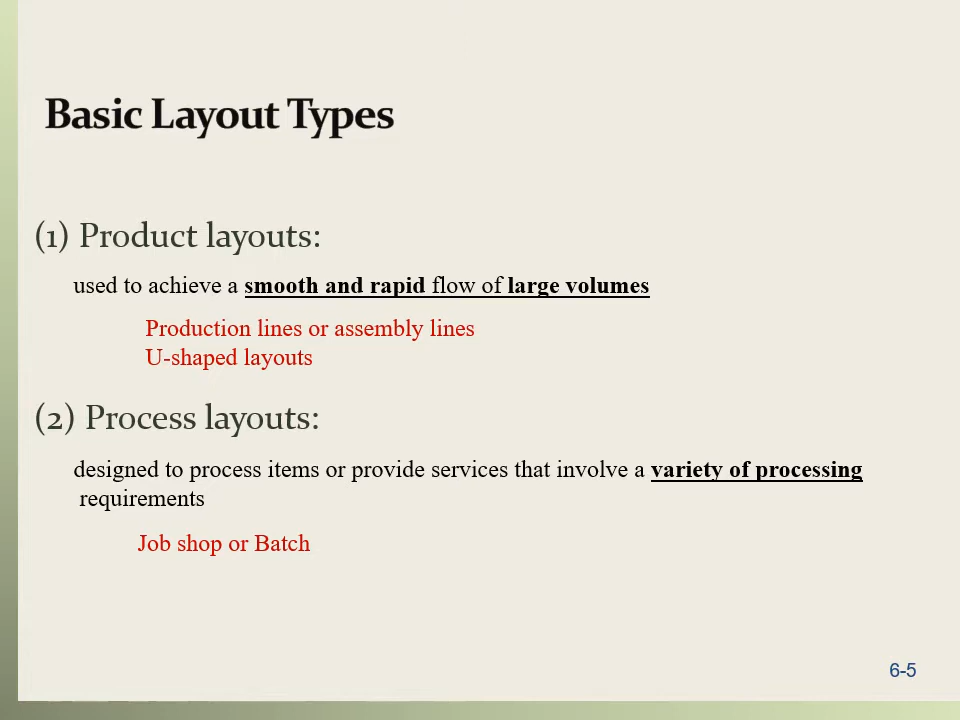 Basic Layout Types
(1) Product layouts:
used to achieve a smooth and rapid flow of large volumes
Production lines or assembly lines
U-shaped layouts
(2) Process layouts:
designed to process items or provide services that involve a variety of processing
requirements
Job shop or Batch
6-5